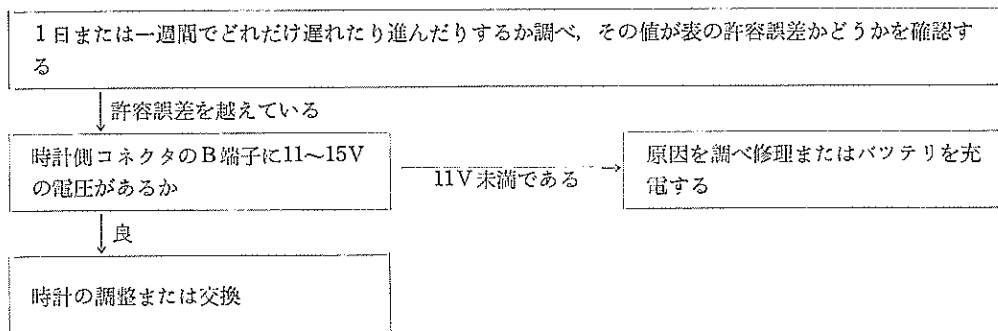 1日または一週間でどれだけ遅れたり進んだりするか調べ，その値が表の許容誤差かどうかを確認す
る
許容誤差を越えている
時計側コネクタのB端子に11〜15V
の電圧があるか
11V未満である
原因を調べ修理またはバツテリを充
電する
良
時計の調整または交換